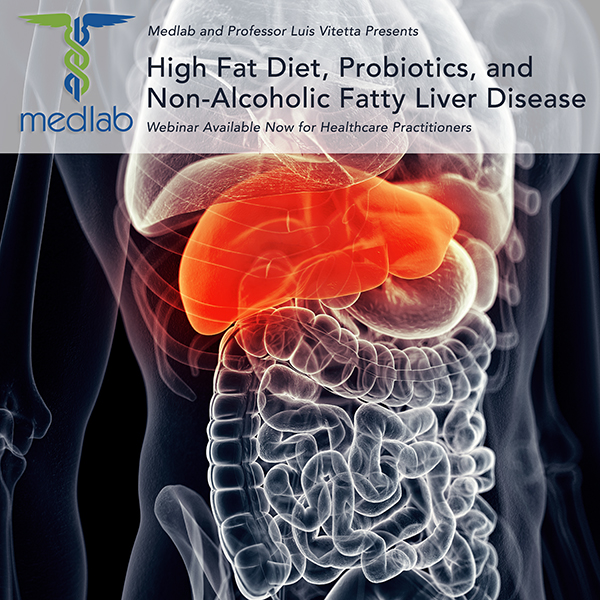 Medlab and Professor Luis Vitetta Presents
High Fat Diet, Probiotics, and
Non-Alcoholic Fatty Liver Disease
medlab
Webinar Available Now for Healthcare Practitioners